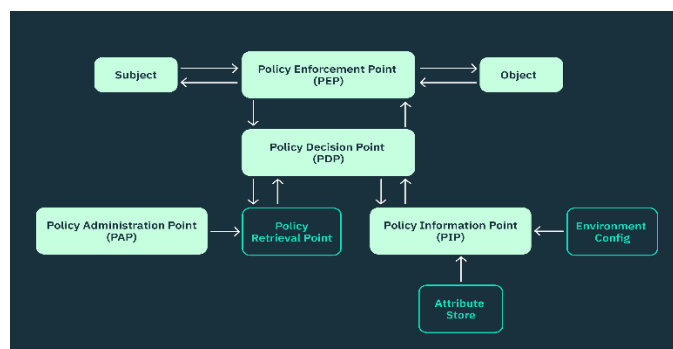 Subject
Policy Enforcement Point
(PEP)
Object
Policy Decision Point
(PDP)
Policy Administration Point
(PAP)
Policy
Retrieval Point
Policy Information Point
(PIP)
Environment
Config
Attribute
Store